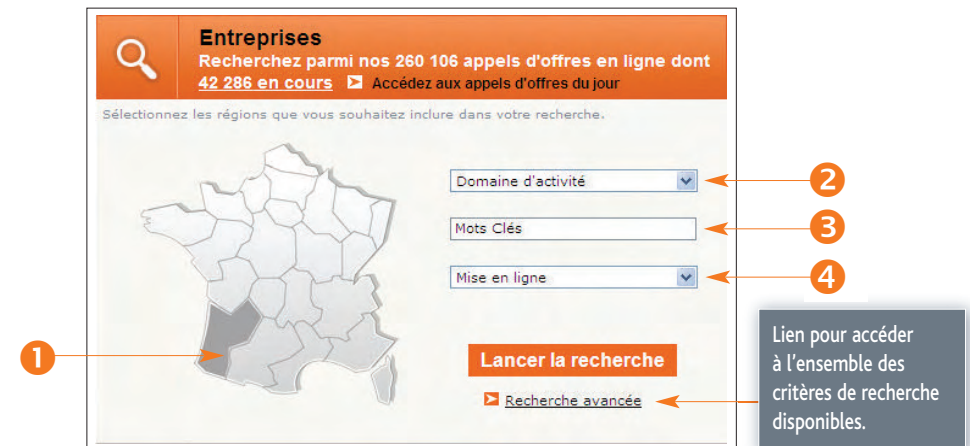 Entreprises
Recherchez parmi nos 260 106 appels d'offres en ligne dont
42 286 en cours Accédez aux appels d'offres du jour
Sélectionnez les régions que vous souhaitez inclure dans votre recherche.
Domaine d'activité
2
Mots Clés
3
Mise en ligne
4
1
Lancer la recherche
Recherche avancée
Lien pour accéder
à l'ensemble des
critères de recherche
disponibles.